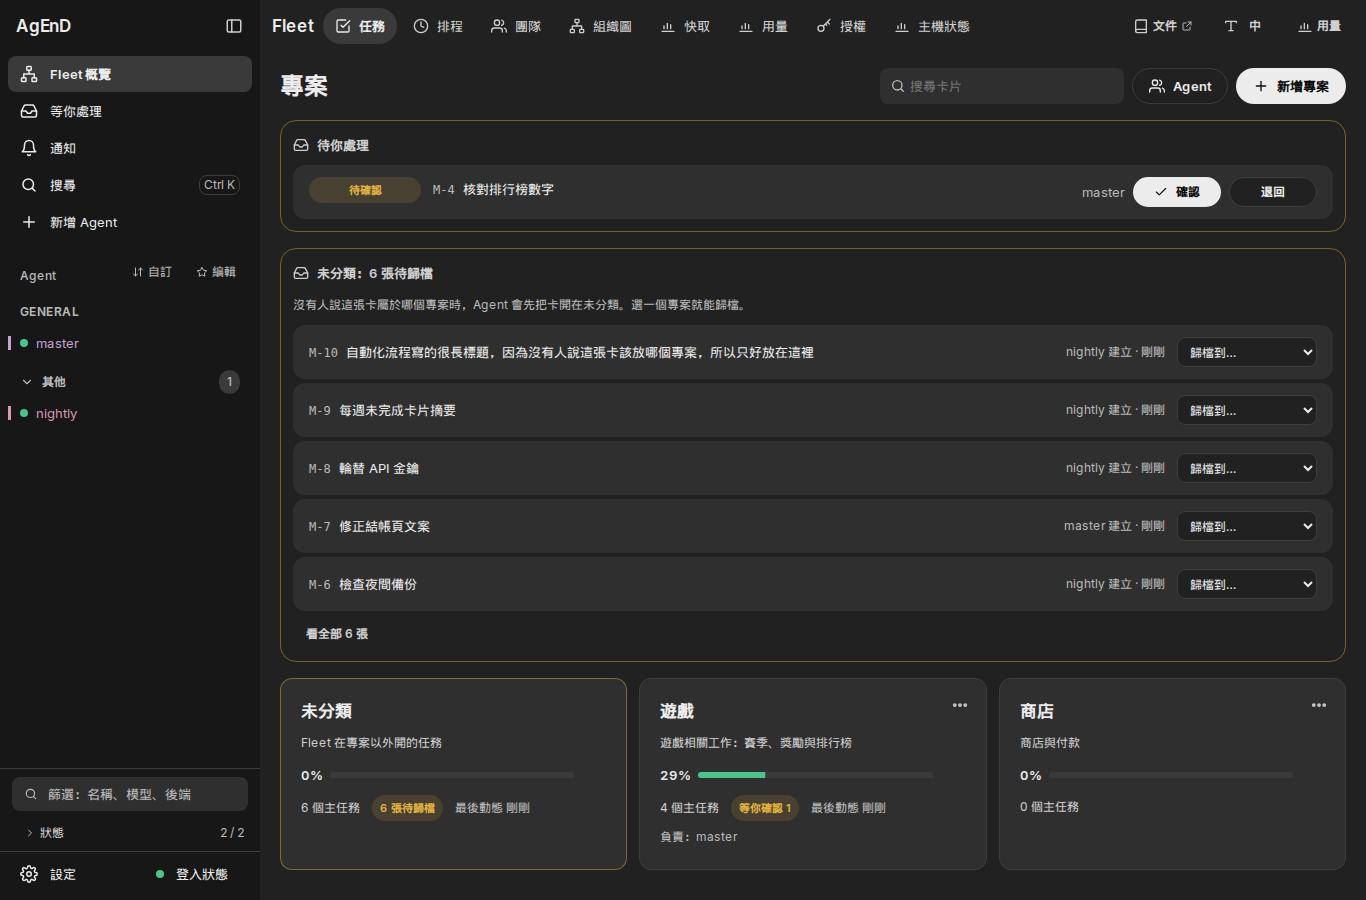 AgEnD
Fleet 概覽
等你處理
通知
搜尋 Ctrl K
新增 Agent
Agent 自訂 編輯
GENERAL
master
其他 1
nightly
篩選：名稱、模型、後端
狀態 2 / 2
設定 登入狀態
Fleet 任務 排程 團隊 組織圖 快取 用量 授權 主機狀態 文件 中 用量
專案 搜尋卡片 Agent 新增專案
待你處理
待確認 M-4 核對排行榜數字 master 確認 退回
未分類：6 張待歸檔
沒有人說這張卡屬於哪個專案時，Agent 會先把卡開在未分類。選一個專案就能歸檔。
M-10 自動化流程寫的很長標題，因為沒有人說這張卡該放哪個專案，所以只好放在這裡 nightly 建立 · 剛剛 歸檔到...
M-9 每週未完成卡片摘要 nightly 建立 · 剛剛 歸檔到...
M-8 輪替 API 金鑰 nightly 建立 · 剛剛 歸檔到...
M-7 修正結帳頁文案 master 建立 · 剛剛 歸檔到...
M-6 檢查夜間備份 nightly 建立 · 剛剛 歸檔到...
看全部 6 張
未分類
Fleet 在專案以外開的任務
0%
6 個主任務 6 張待歸檔 最後動態 剛剛
遊戲
遊戲相關工作：賽季、獎勵與排行榜
29%
4 個主任務 等你確認 1 最後動態 剛剛
負責：master
商店
商店與付款
0%
0 個主任務